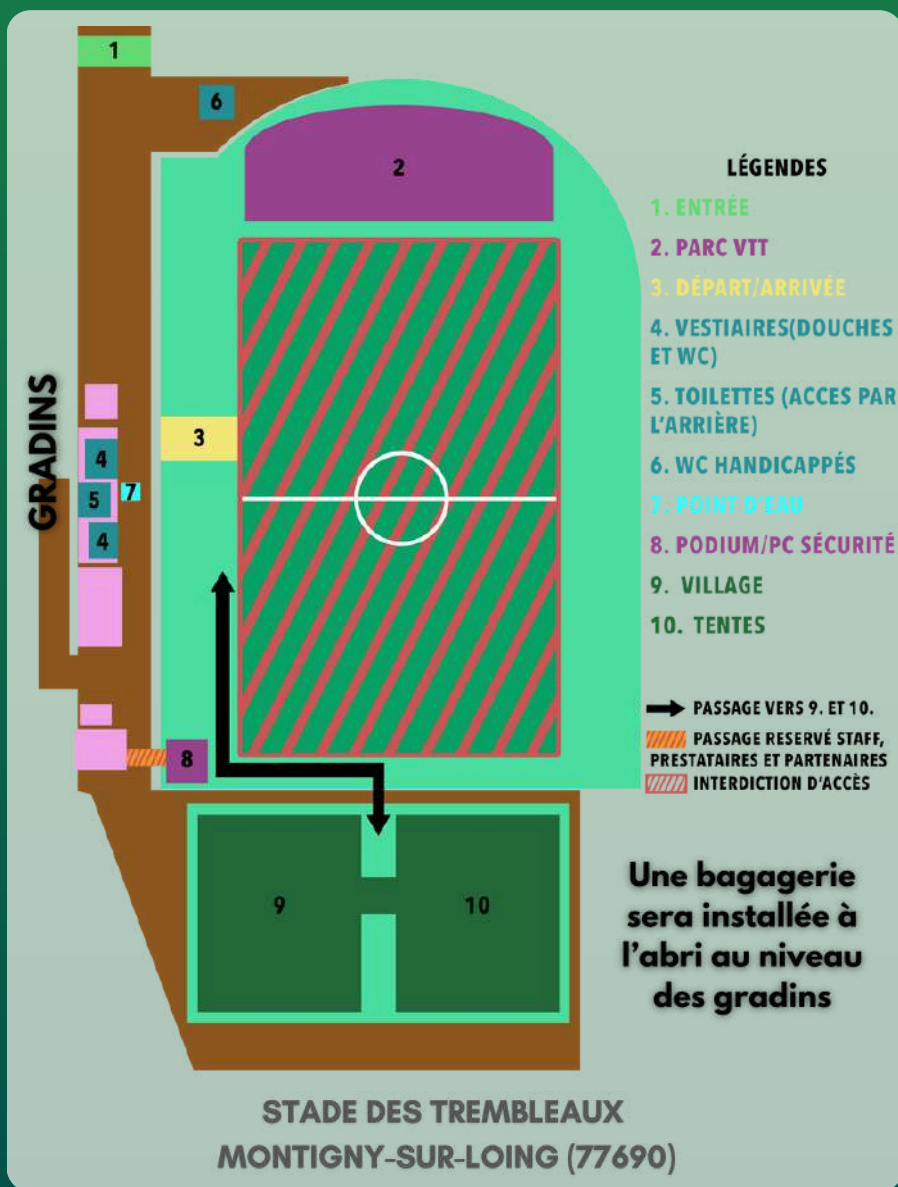 1
6
2
3
GRADINS
4
5
7
4
8
9
10
LÉGENDES
1. ENTRÉE
2. PARC VTT
3. DÉPART/ARRIVÉE
4. VESTIAIRES(DOUCHES
ET WC)
5. TOILETTES (ACCES PAR
L'ARRIÈRE)
6. WC HANDICAPPÉS
7. POINT D'EAU
8. PODIUM/PC SÉCURITÉ
9. VILLAGE
10. TENTES
PASSAGE VERS 9. ET 10.
PASSAGE RESERVÉ STAFF,
PRESTATAIRES ET PARTENAIRES
INTERDICTION D'ACCÈS
Une bagagerie
sera installée à
l'abri au niveau
des gradins
STADE DES TREMBLEAUX
MONTIGNY-SUR-LOING (77690)